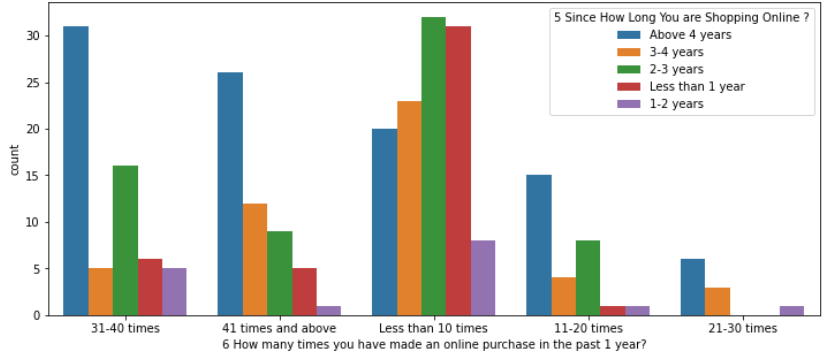 5 Since How Long You are Shopping Online ?
Above 4 years
3-4 years
2-3 years
Less than 1 year
1-2 years
count
30
25
20
15
10
5
0
31-40 times 41 times and above Less than 10 times 11-20 times 21-30 times
6 How many times you have made an online purchase in the past 1 year?